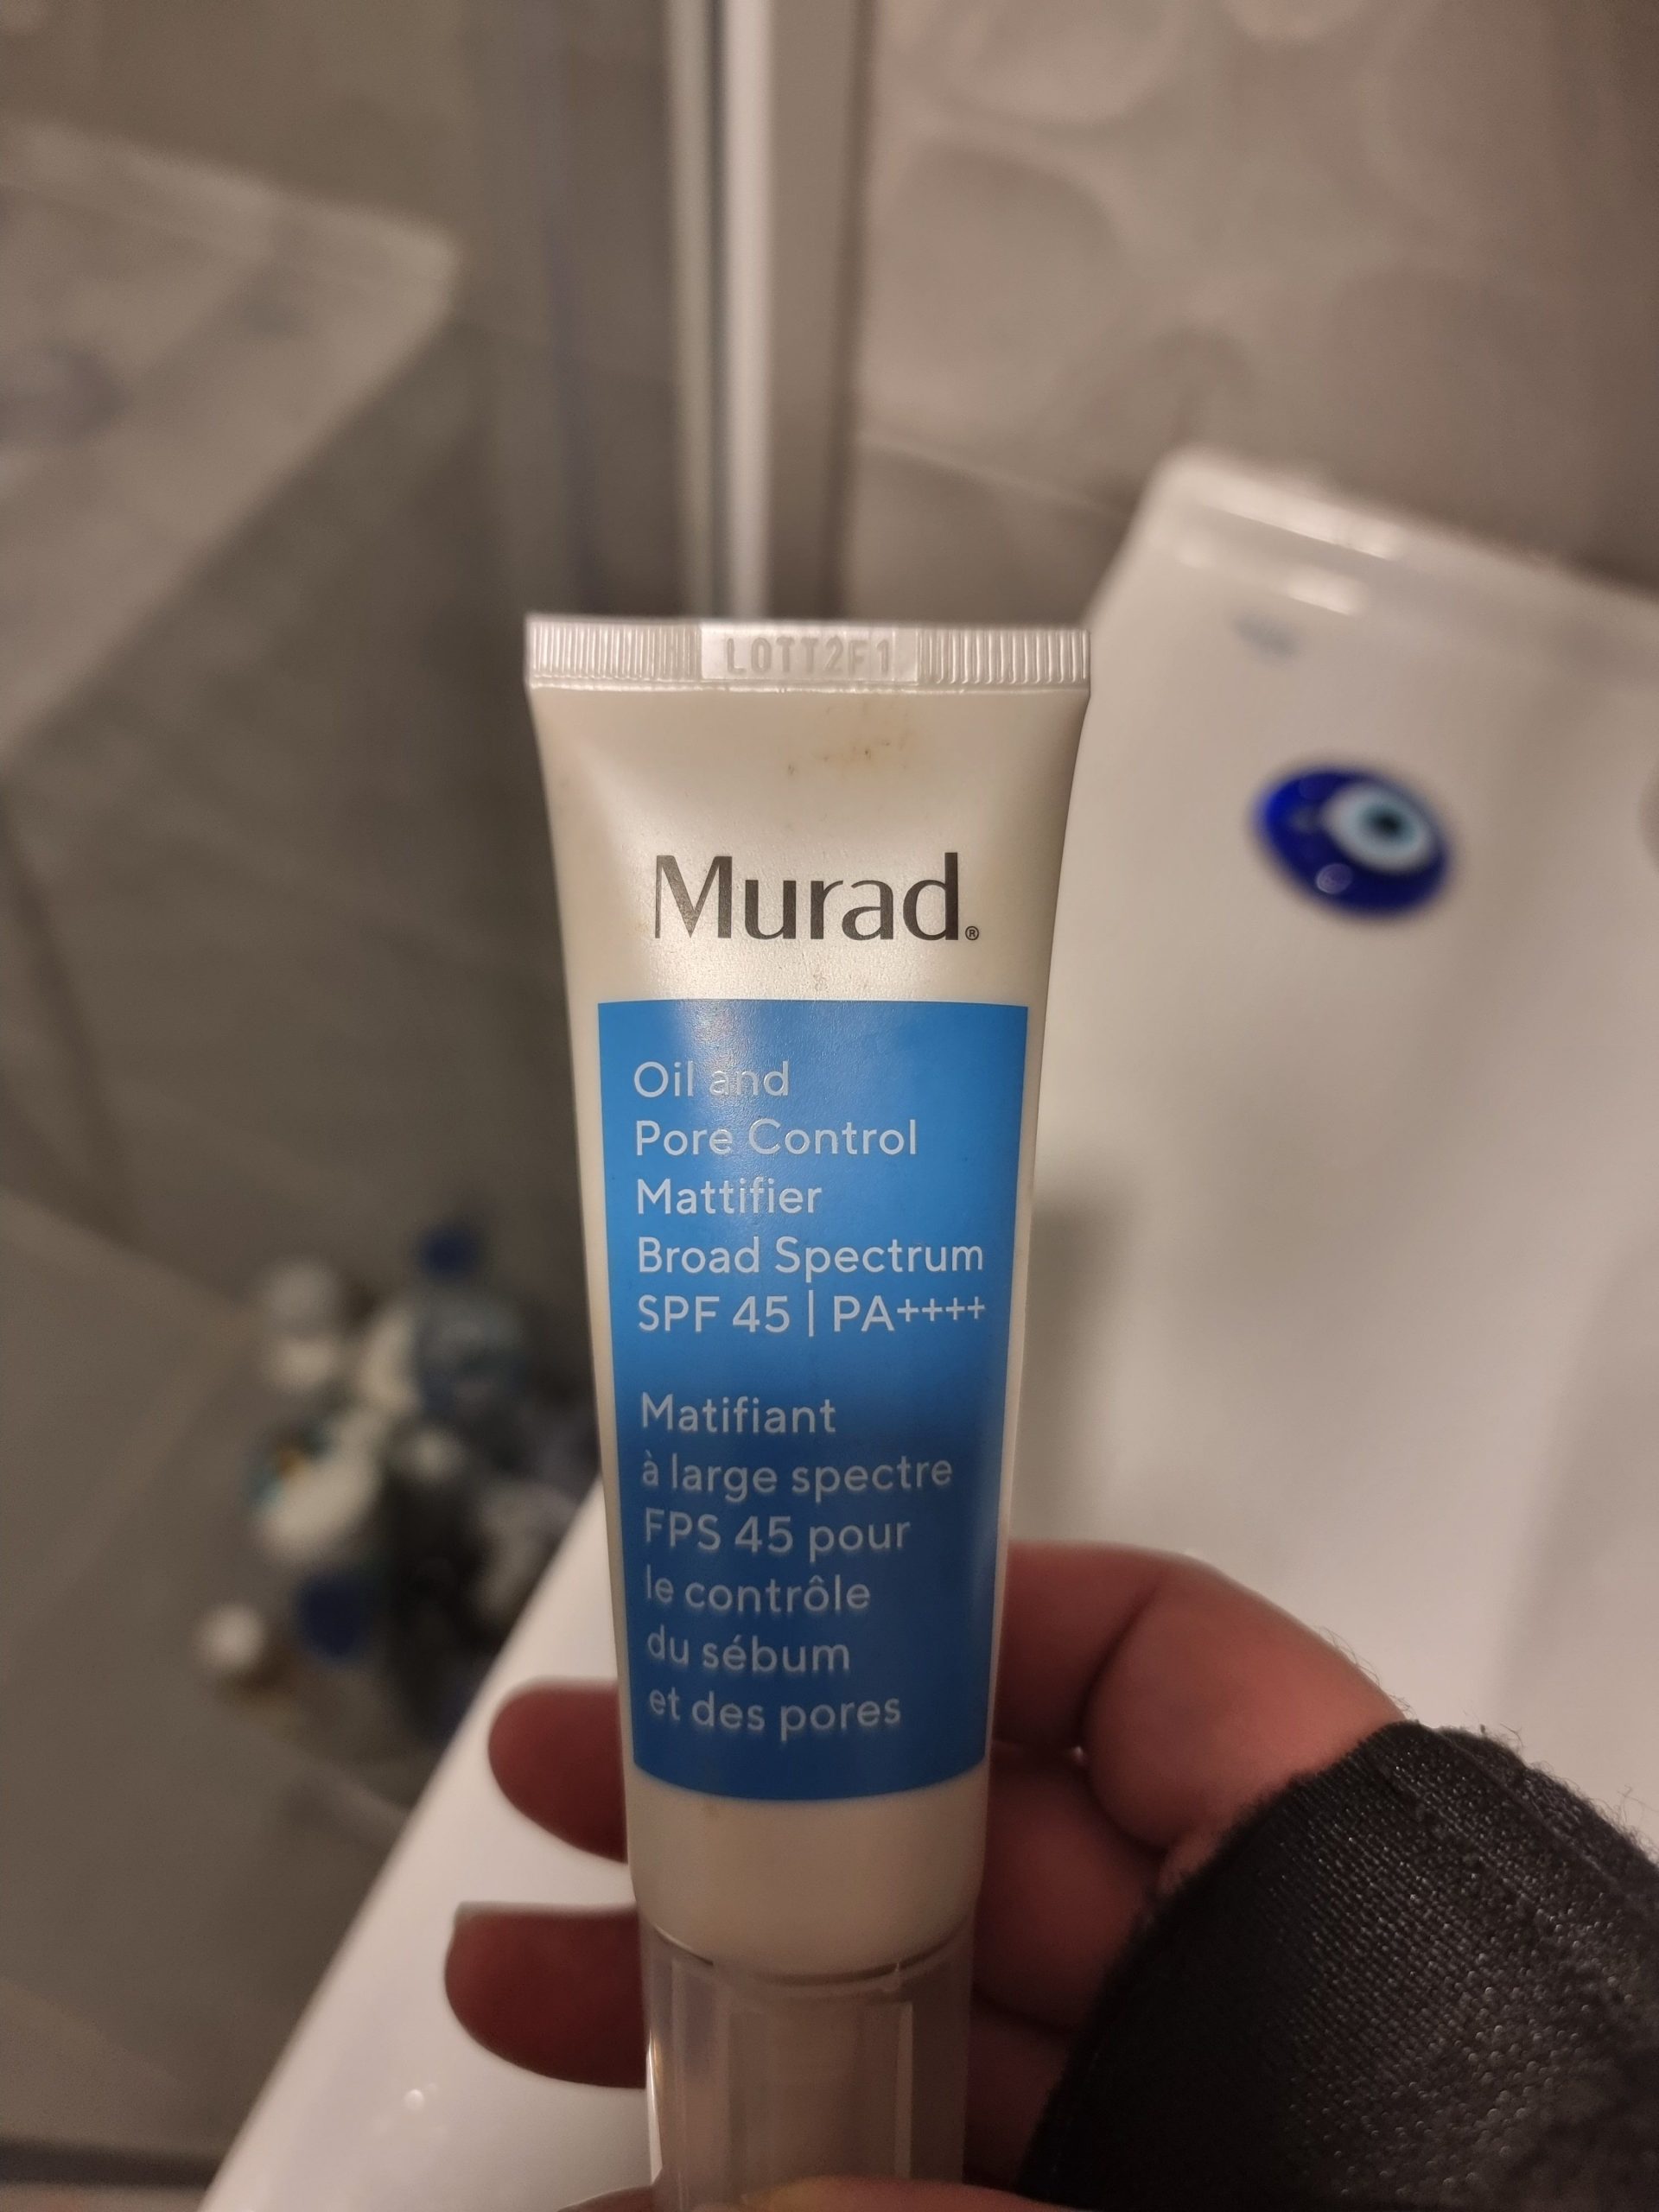 LOTT2F1
Murad®
Oil and
Pore Control
Mattifier
Broad Spectrum
SPF 45 | PA++++
Matifiant
à large spectre
FPS 45 pour
le contrôle
du sébum
et des pores